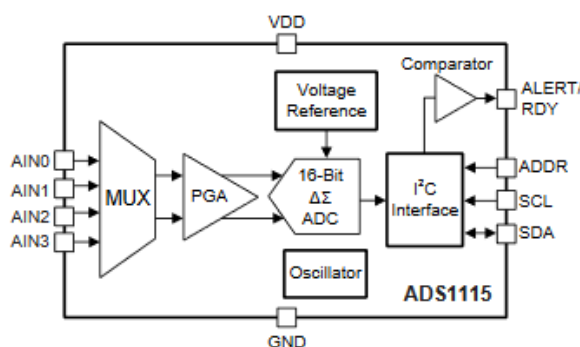 VDD
Comparator
ALERT/
RDY
Voltage
Reference
AIN0
AIN1
AIN2
AIN3
MUX
PGA
16-Bit
ΔΣ
ADC
I²C
Interface
ADDR
SCL
SDA
Oscillator
ADS1115
GND